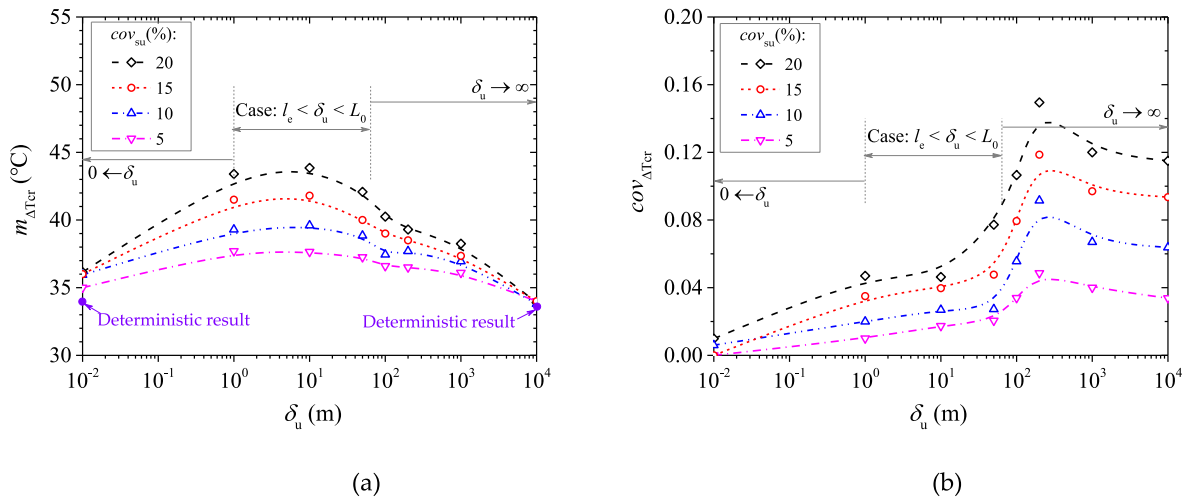 55
50
45
40
35
30
m_ΔTcr (°C)
cov_su(%):
20
15
10
5
δ_u → ∞
Case: l_e < δ_u < L_0
0 ←δ_u
Deterministic result
Deterministic result
10^-2 10^-1 10^0 10^1 10^2 10^3 10^4
δ_u (m)
(a)
0.20
0.16
0.12
0.08
0.04
0.00
cov_ΔTcr
cov_su(%):
20
15
10
5
Case: l_e < δ_u < L_0
δ_u → ∞
0 ←δ_u
10^-2 10^-1 10^0 10^1 10^2 10^3 10^4
δ_u (m)
(b)